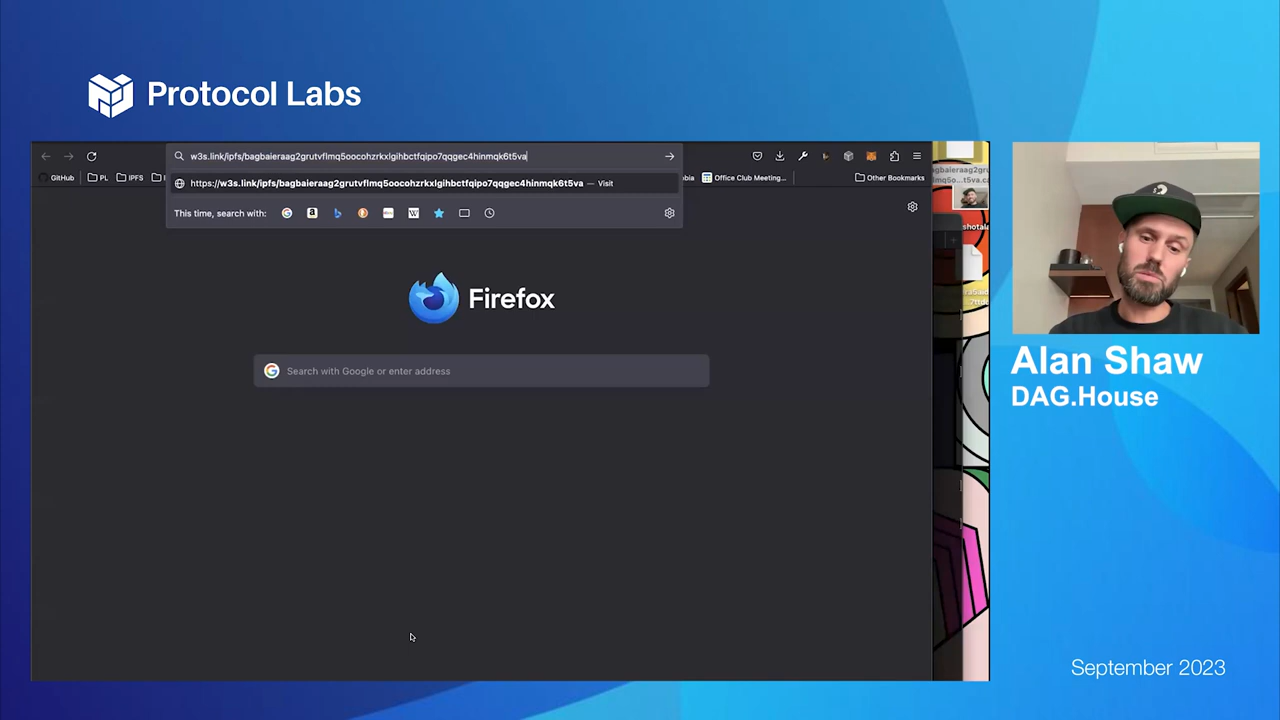 Protocol Labs
w3s.link/ipfs/bagbaieraag2grutvflmq5oocohzrkxlgihbctfqipo7qqgec4hinmqk6t5va
GitHub PL IPFS Office Club Meeting... Other Bookmarks
https://w3s.link/ipfs/bagbaieraag2grutvflmq5oocohzrkxlgihbctfqipo7qqgec4hinmqk6t5va — Visit
This time, search with:
Firefox
Search with Google or enter address
Alan Shaw
DAG.House
September 2023